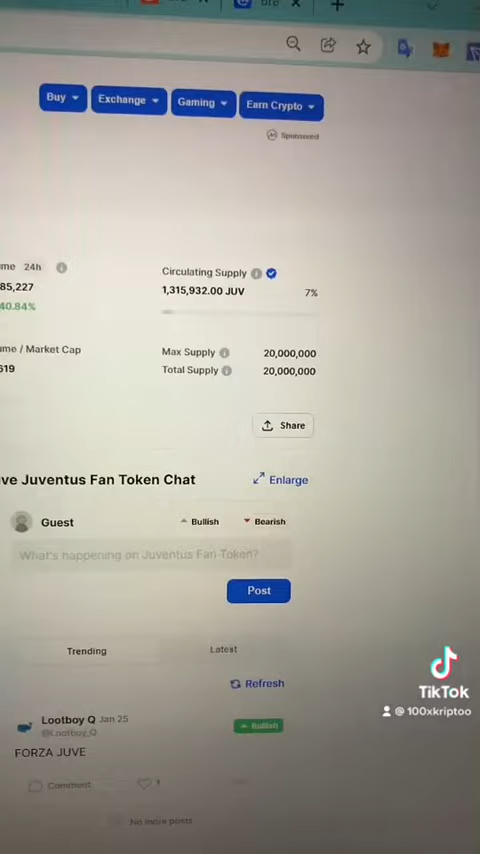 Buy
Exchange
Gaming
Earn Crypto
Sponsored
me 24h
85,227
40.84%
Circulating Supply
1,315,932.00 JUV
7%
ume / Market Cap
619
Max Supply
20,000,000
Total Supply
20,000,000
Share
ve Juventus Fan Token Chat
Enlarge
Guest
Bullish
Bearish
What's happening on Juventus Fan Token?
Post
Trending
Latest
Refresh
Lootboy Q Jan 25
@Lootboy_Q
Bullish
FORZA JUVE
Comment
1
No more posts
TikTok
@100xkriptoo